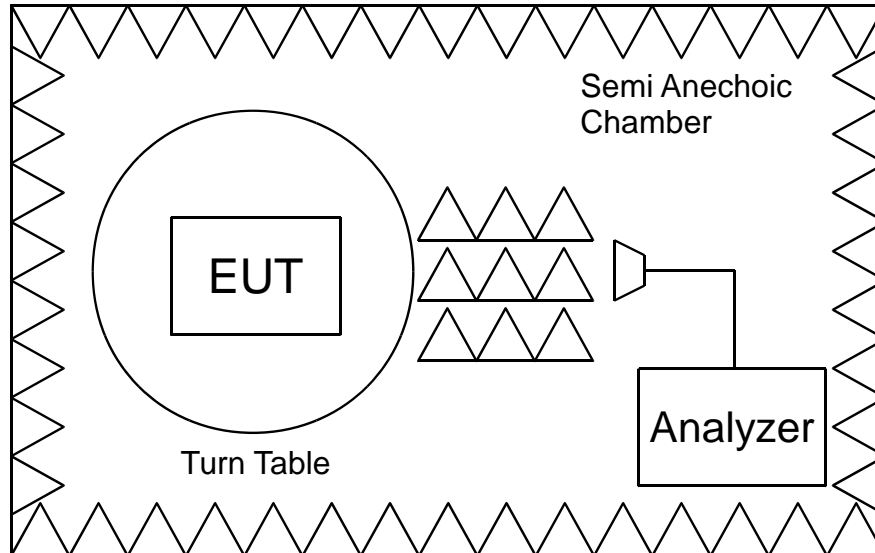 Semi Anechoic
Chamber
EUT
Analyzer
Turn Table